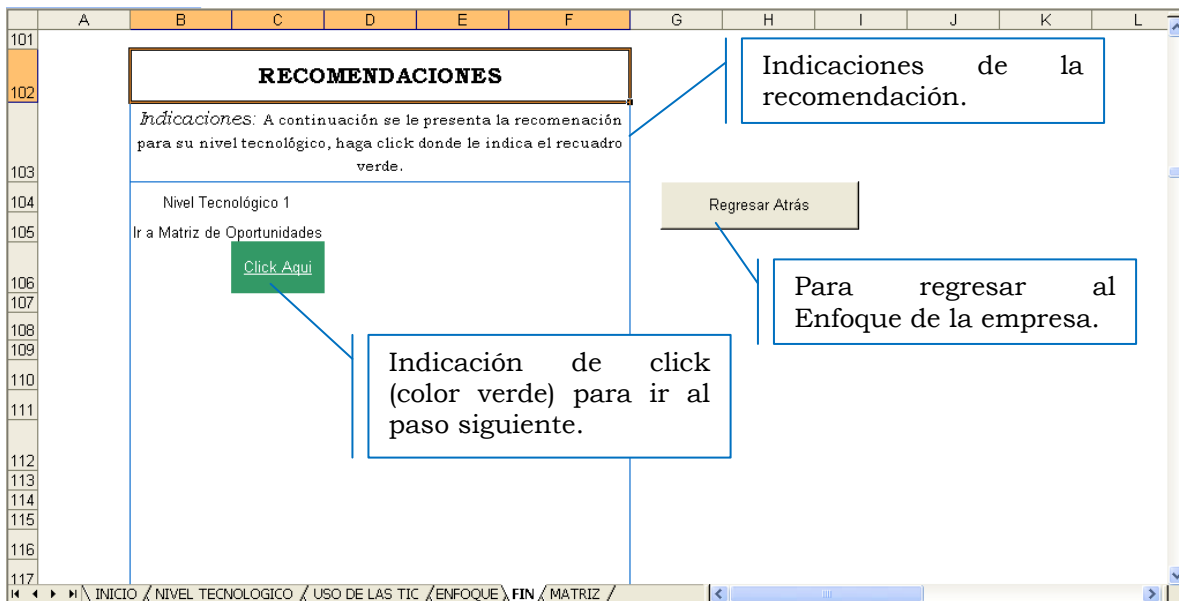 A B C D E F G H I J K L
101
102
RECOMENDACIONES
Indicaciones: A continuación se le presenta la recomenación
para su nivel tecnológico, haga click donde le indica el recuadro
verde.
103
104
Nivel Tecnológico 1
105
Ir a Matriz de Oportunidades
Click Aqui
106
107
108
109
110
111
112
113
114
115
116
117
Indicaciones de la
recomendación.
Regresar Atrás
Para regresar al
Enfoque de la empresa.
Indicación de click
(color verde) para ir al
paso siguiente.
INICIO / NIVEL TECNOLOGICO / USO DE LAS TIC / ENFOQUE \ FIN / MATRIZ /